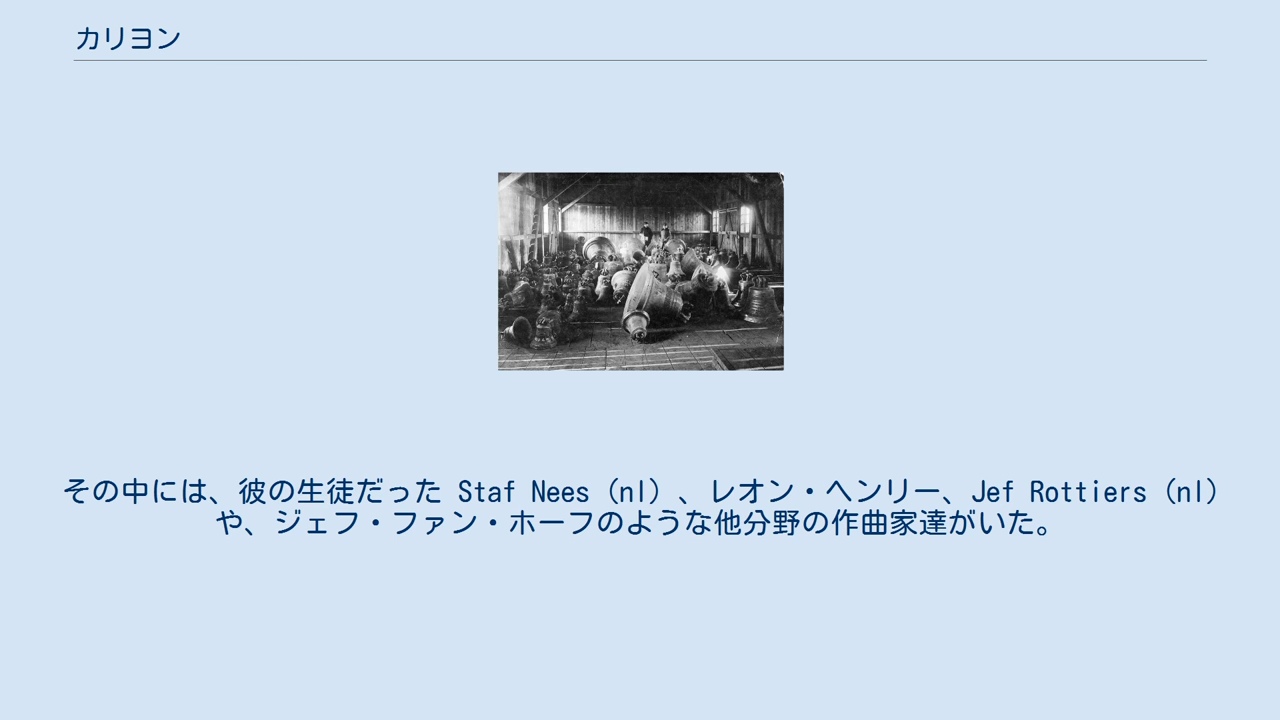 カリヨン
その中には、彼の生徒だった Staf Nees（nl）、レオン・ヘンリー、Jef Rottiers（nl）
や、ジェフ・ファン・ホーフのような他分野の作曲家達がいた。